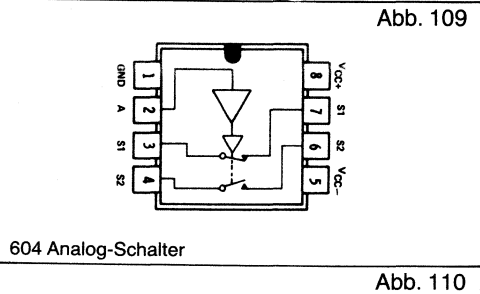 Abb. 109
GND 1 8 VCC+
A 2 7 S1
S1 3 6 S2
S2 4 5 VCC−
604 Analog-Schalter
Abb. 110